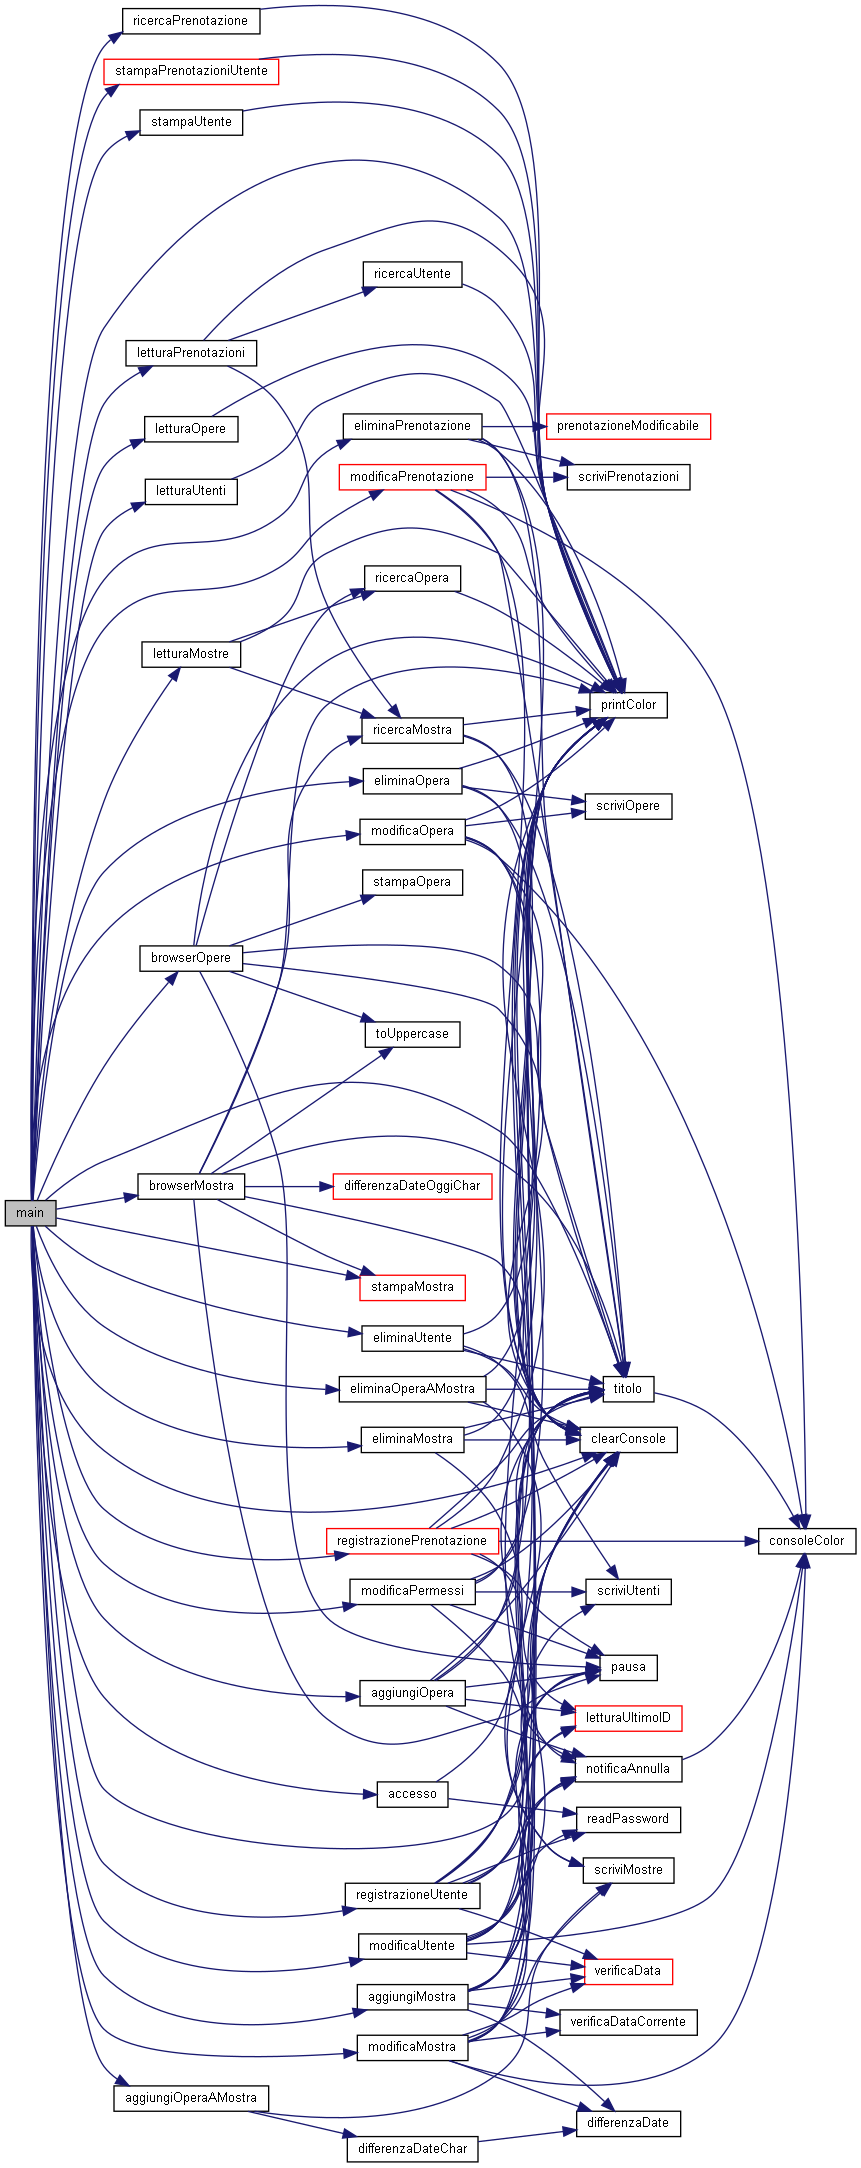 ricercaPrenotazione
stampaPrenotazioniUtente
stampaUtente
ricercaUtente
letturaPrenotazioni
letturaOpere
eliminaPrenotazione
prenotazioneModificabile
modificaPrenotazione
scriviPrenotazioni
letturaUtenti
ricercaOpera
letturaMostre
printColor
ricercaMostra
eliminaOpera
scriviOpere
modificaOpera
stampaOpera
browserOpere
toUppercase
browserMostra
differenzaDateOggiChar
main
stampaMostra
eliminaUtente
eliminaOperaAMostra
titolo
eliminaMostra
clearConsole
registrazionePrenotazione
consoleColor
modificaPermessi
scriviUtenti
pausa
aggiungiOpera
letturaUltimoID
notificaAnnulla
accesso
readPassword
scriviMostre
registrazioneUtente
modificaUtente
verificaData
aggiungiMostra
verificaDataCorrente
modificaMostra
aggiungiOperaAMostra
differenzaDate
differenzaDateChar